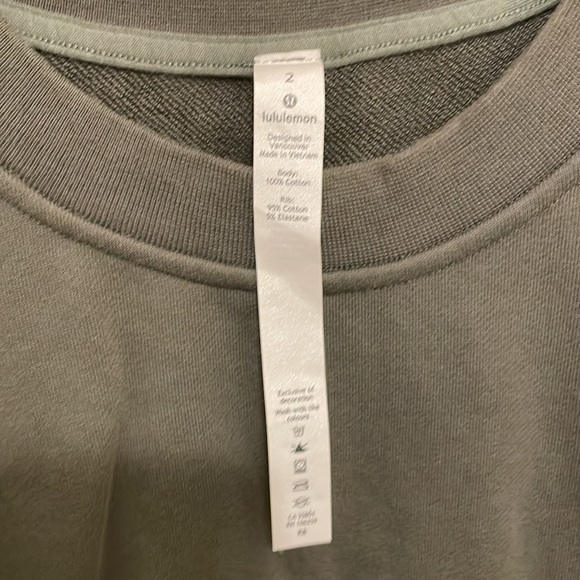 2
lululemon
Designed in
Vancouver
Made in Vietnam
Body:
100% Cotton
Rib:
95% Cotton
5% Elastane
Exclusive of
decoration
Wash with like
colours